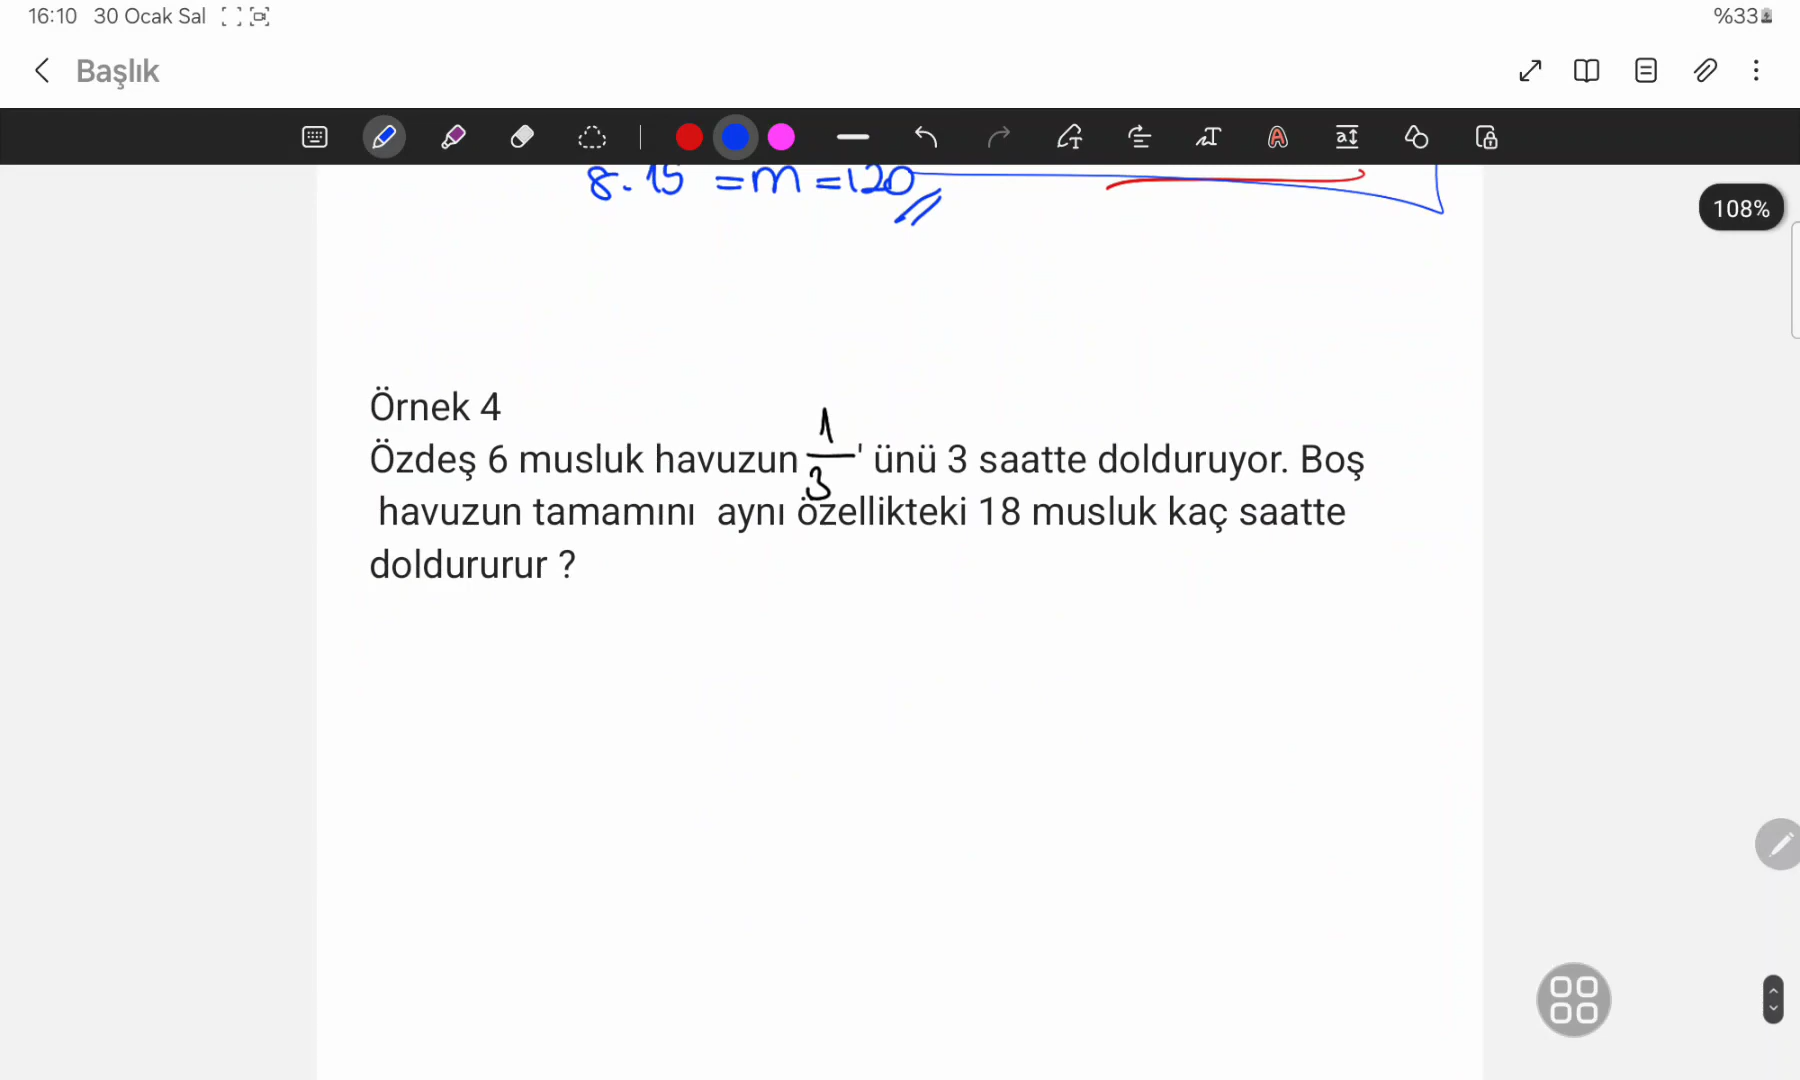 16:10 30 Ocak Sal
%33
Başlık
8.15 =m=120
108%
Örnek 4
Özdeş 6 musluk havuzun 1/3 ' ünü 3 saatte dolduruyor. Boş
havuzun tamamını aynı özellikteki 18 musluk kaç saatte
doldururur ?